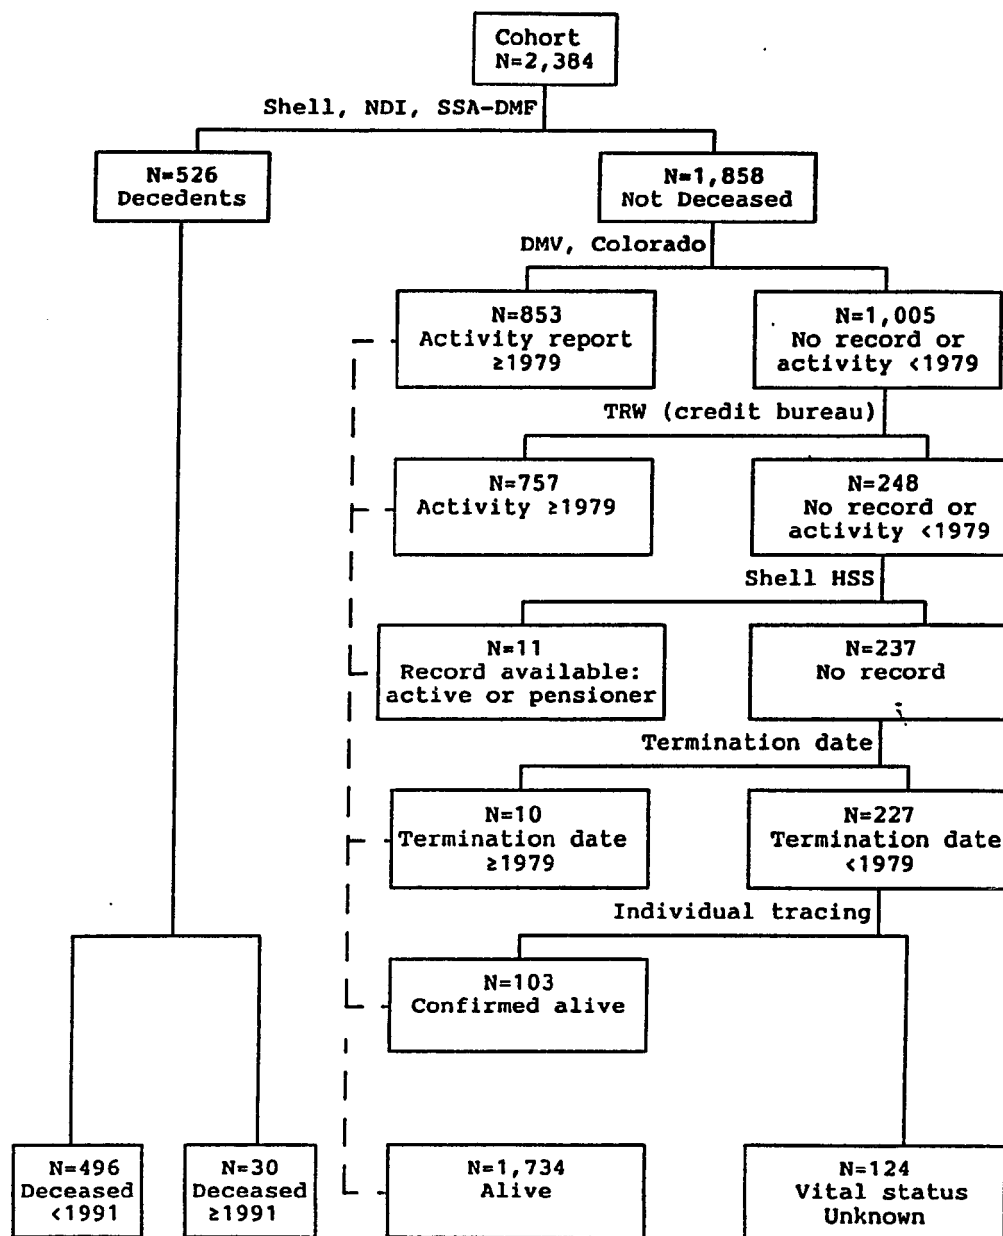 Cohort
N=2,384
Shell, NDI, SSA-DMF
N=526
Decedents
N=1,858
Not Deceased
DMV, Colorado
N=853
Activity report
≥1979
N=1,005
No record or
activity <1979
TRW (credit bureau)
N=757
Activity ≥1979
N=248
No record or
activity <1979
Shell HSS
N=11
Record available:
active or pensioner
N=237
No record
Termination date
N=10
Termination date
≥1979
N=227
Termination date
<1979
Individual tracing
N=103
Confirmed alive
N=496
Deceased
<1991
N=30
Deceased
≥1991
N=1,734
Alive
N=124
Vital status
Unknown